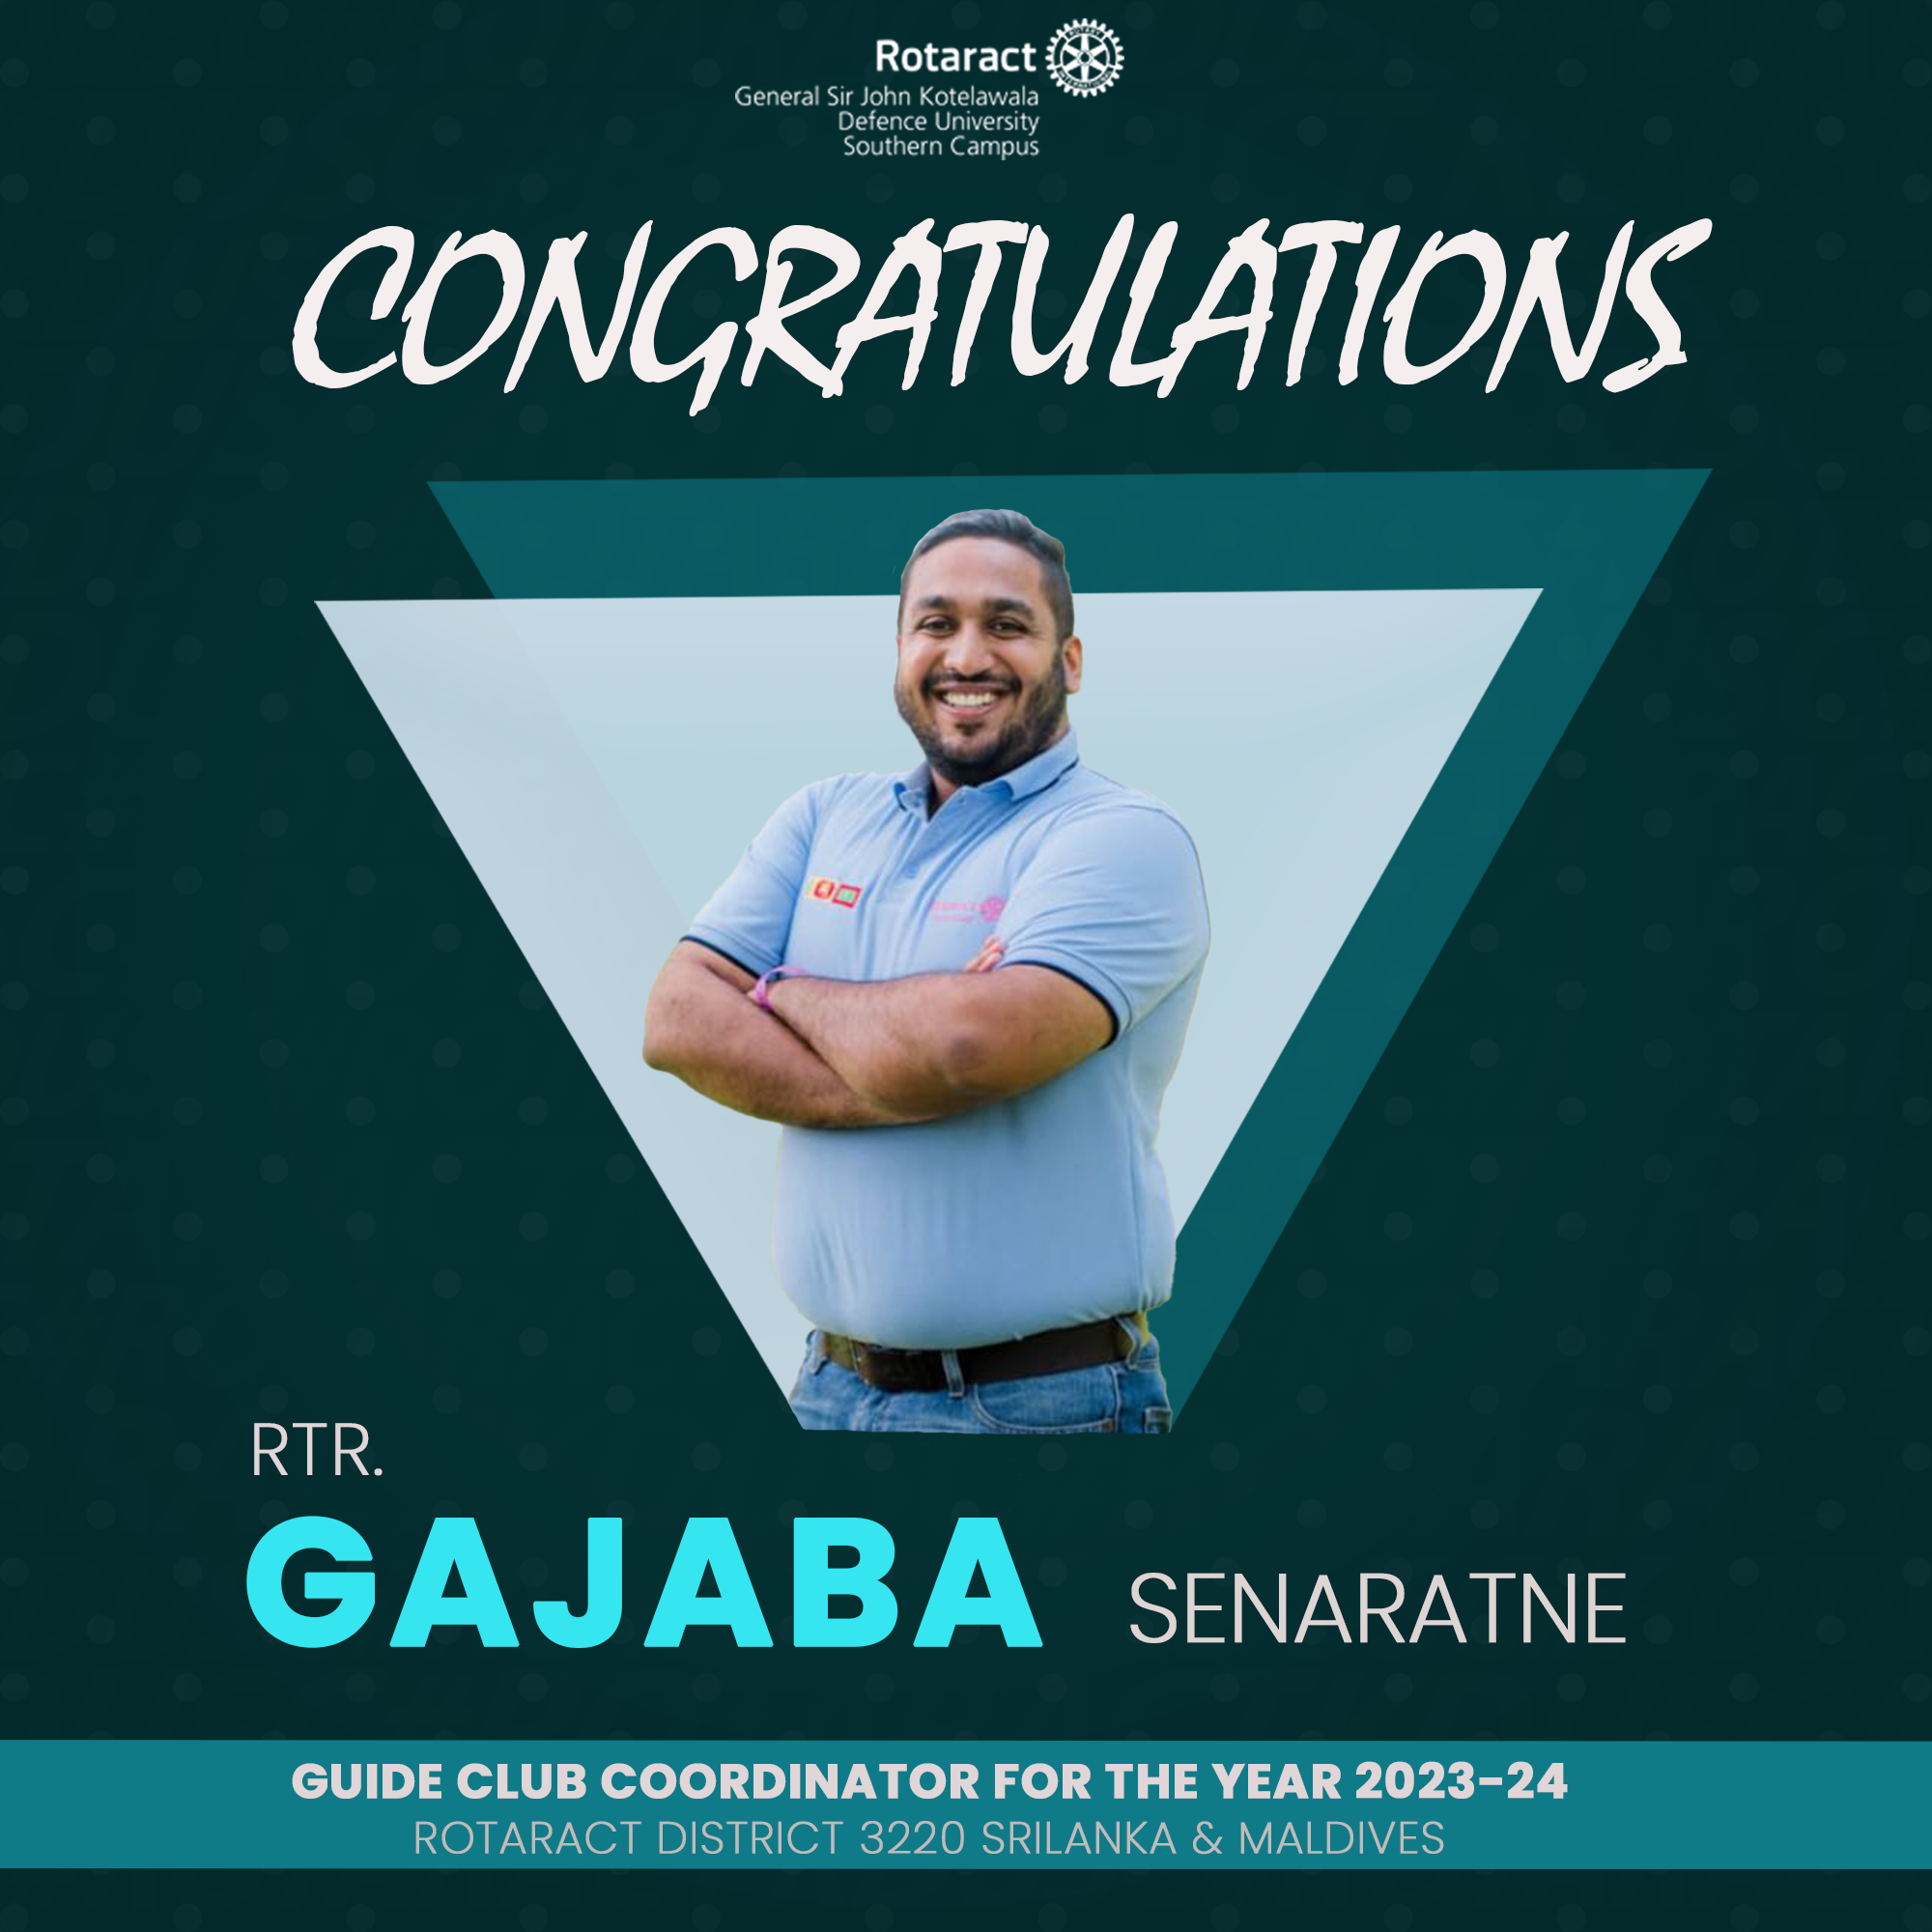 Rotaract
General Sir John Kotelawala
Defence University
Southern Campus
CONGRATULATIONS
RTR.
GAJABA SENARATNE
GUIDE CLUB COORDINATOR FOR THE YEAR 2023-24
ROTARACT DISTRICT 3220 SRILANKA & MALDIVES